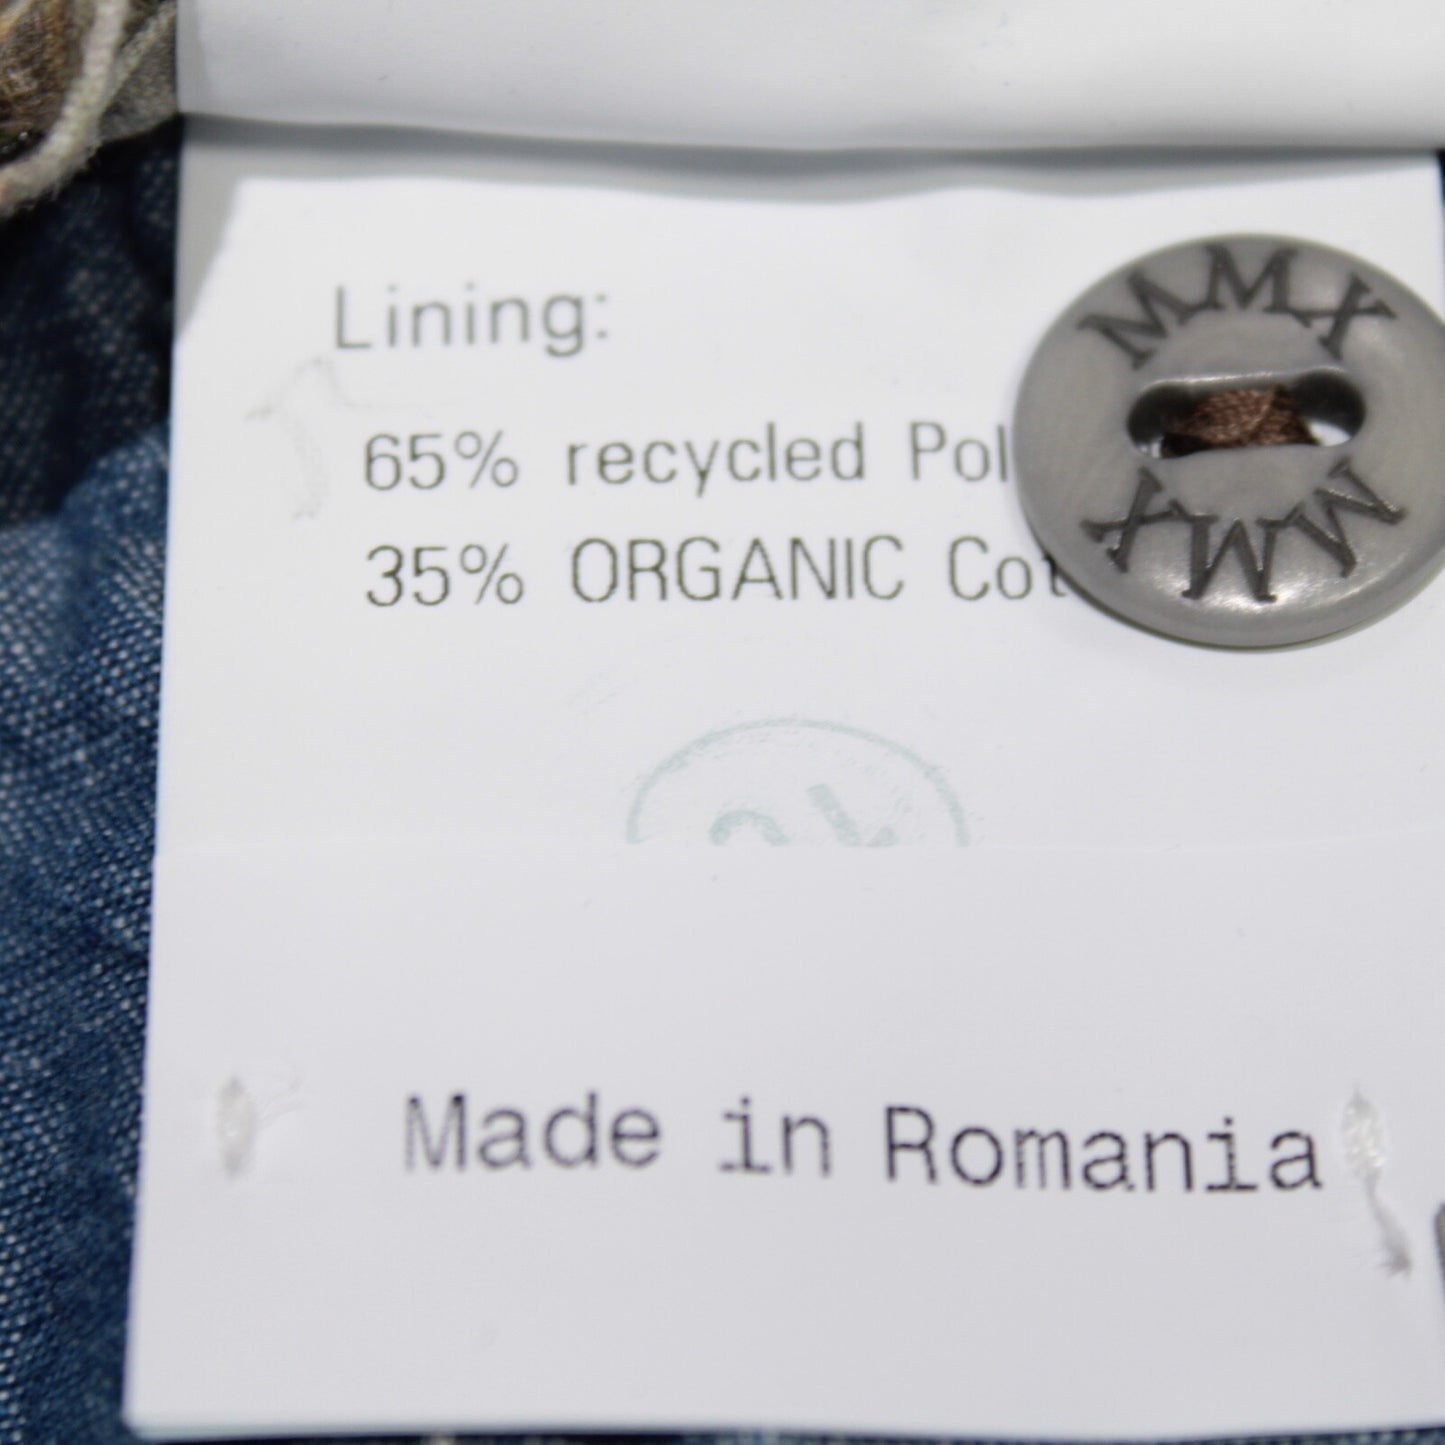 Lining:
65% recycled Pol
35% ORGANIC Cot
MMX
MMX
Made in Romania